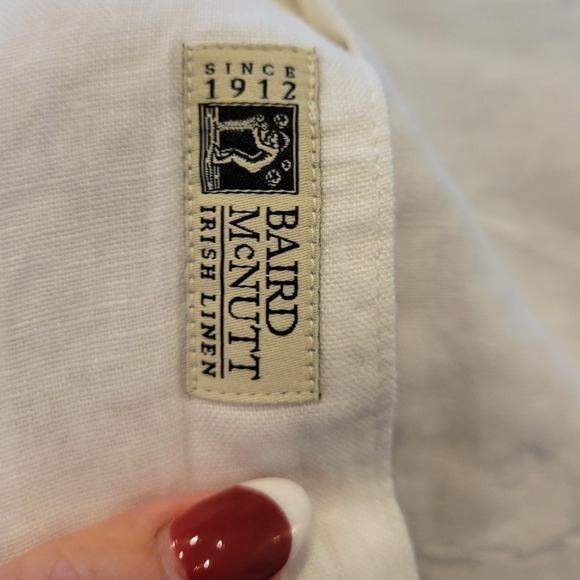 SINCE
1912
BAIRD
McNUTT
IRISH LINEN